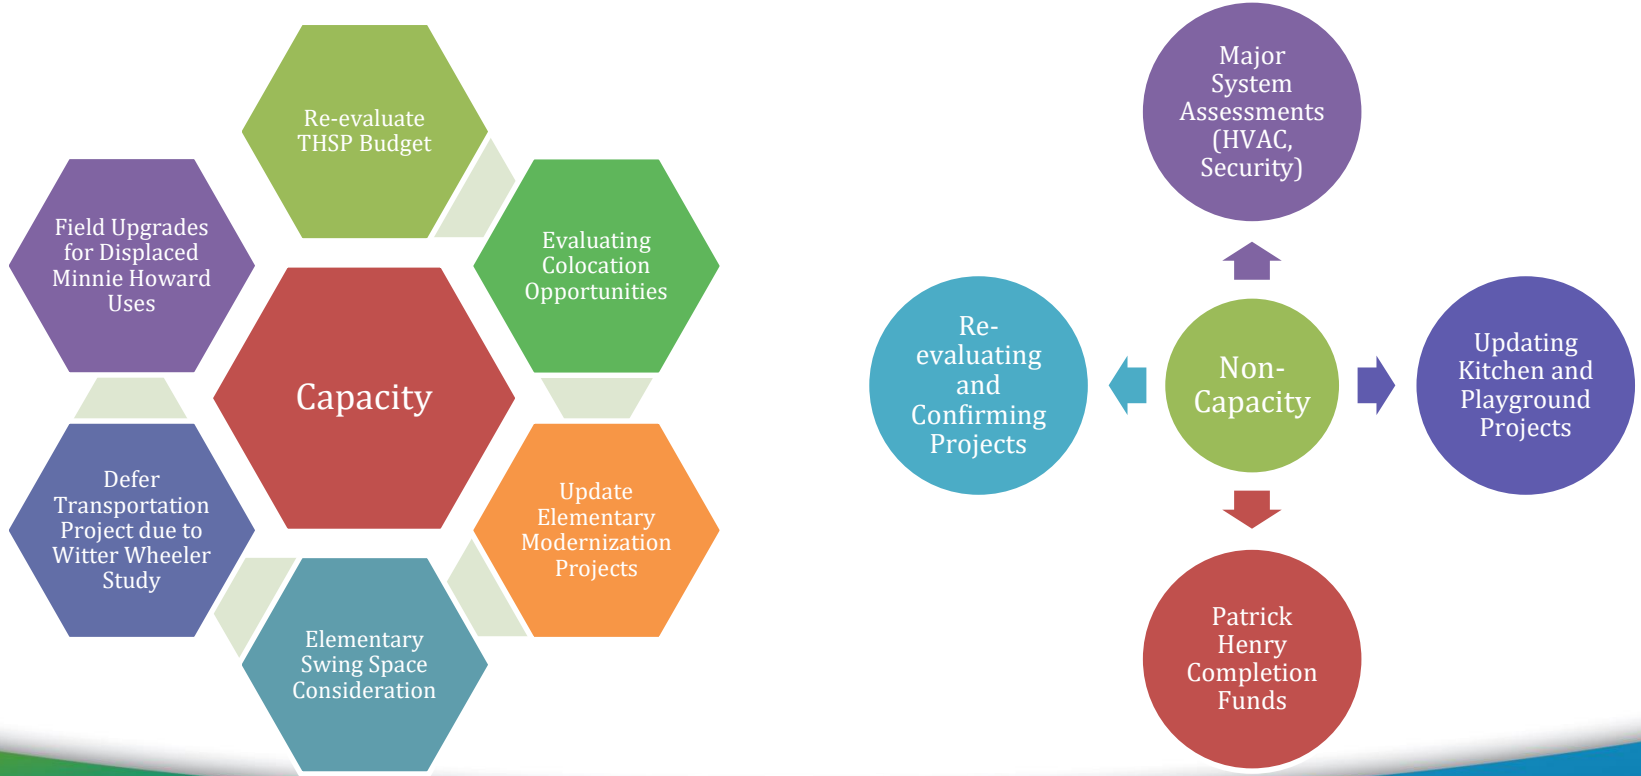 Re-evaluate
THSP Budget
Evaluating
Colocation
Opportunities
Update
Elementary
Modernization
Projects
Elementary
Swing Space
Consideration
Defer
Transportation
Project due to
Witter Wheeler
Study
Field Upgrades
for Displaced
Minnie Howard
Uses
Capacity
Major
System
Assessments
(HVAC,
Security)
Updating
Kitchen and
Playground
Projects
Patrick
Henry
Completion
Funds
Re-
evaluating
and
Confirming
Projects
Non-
Capacity